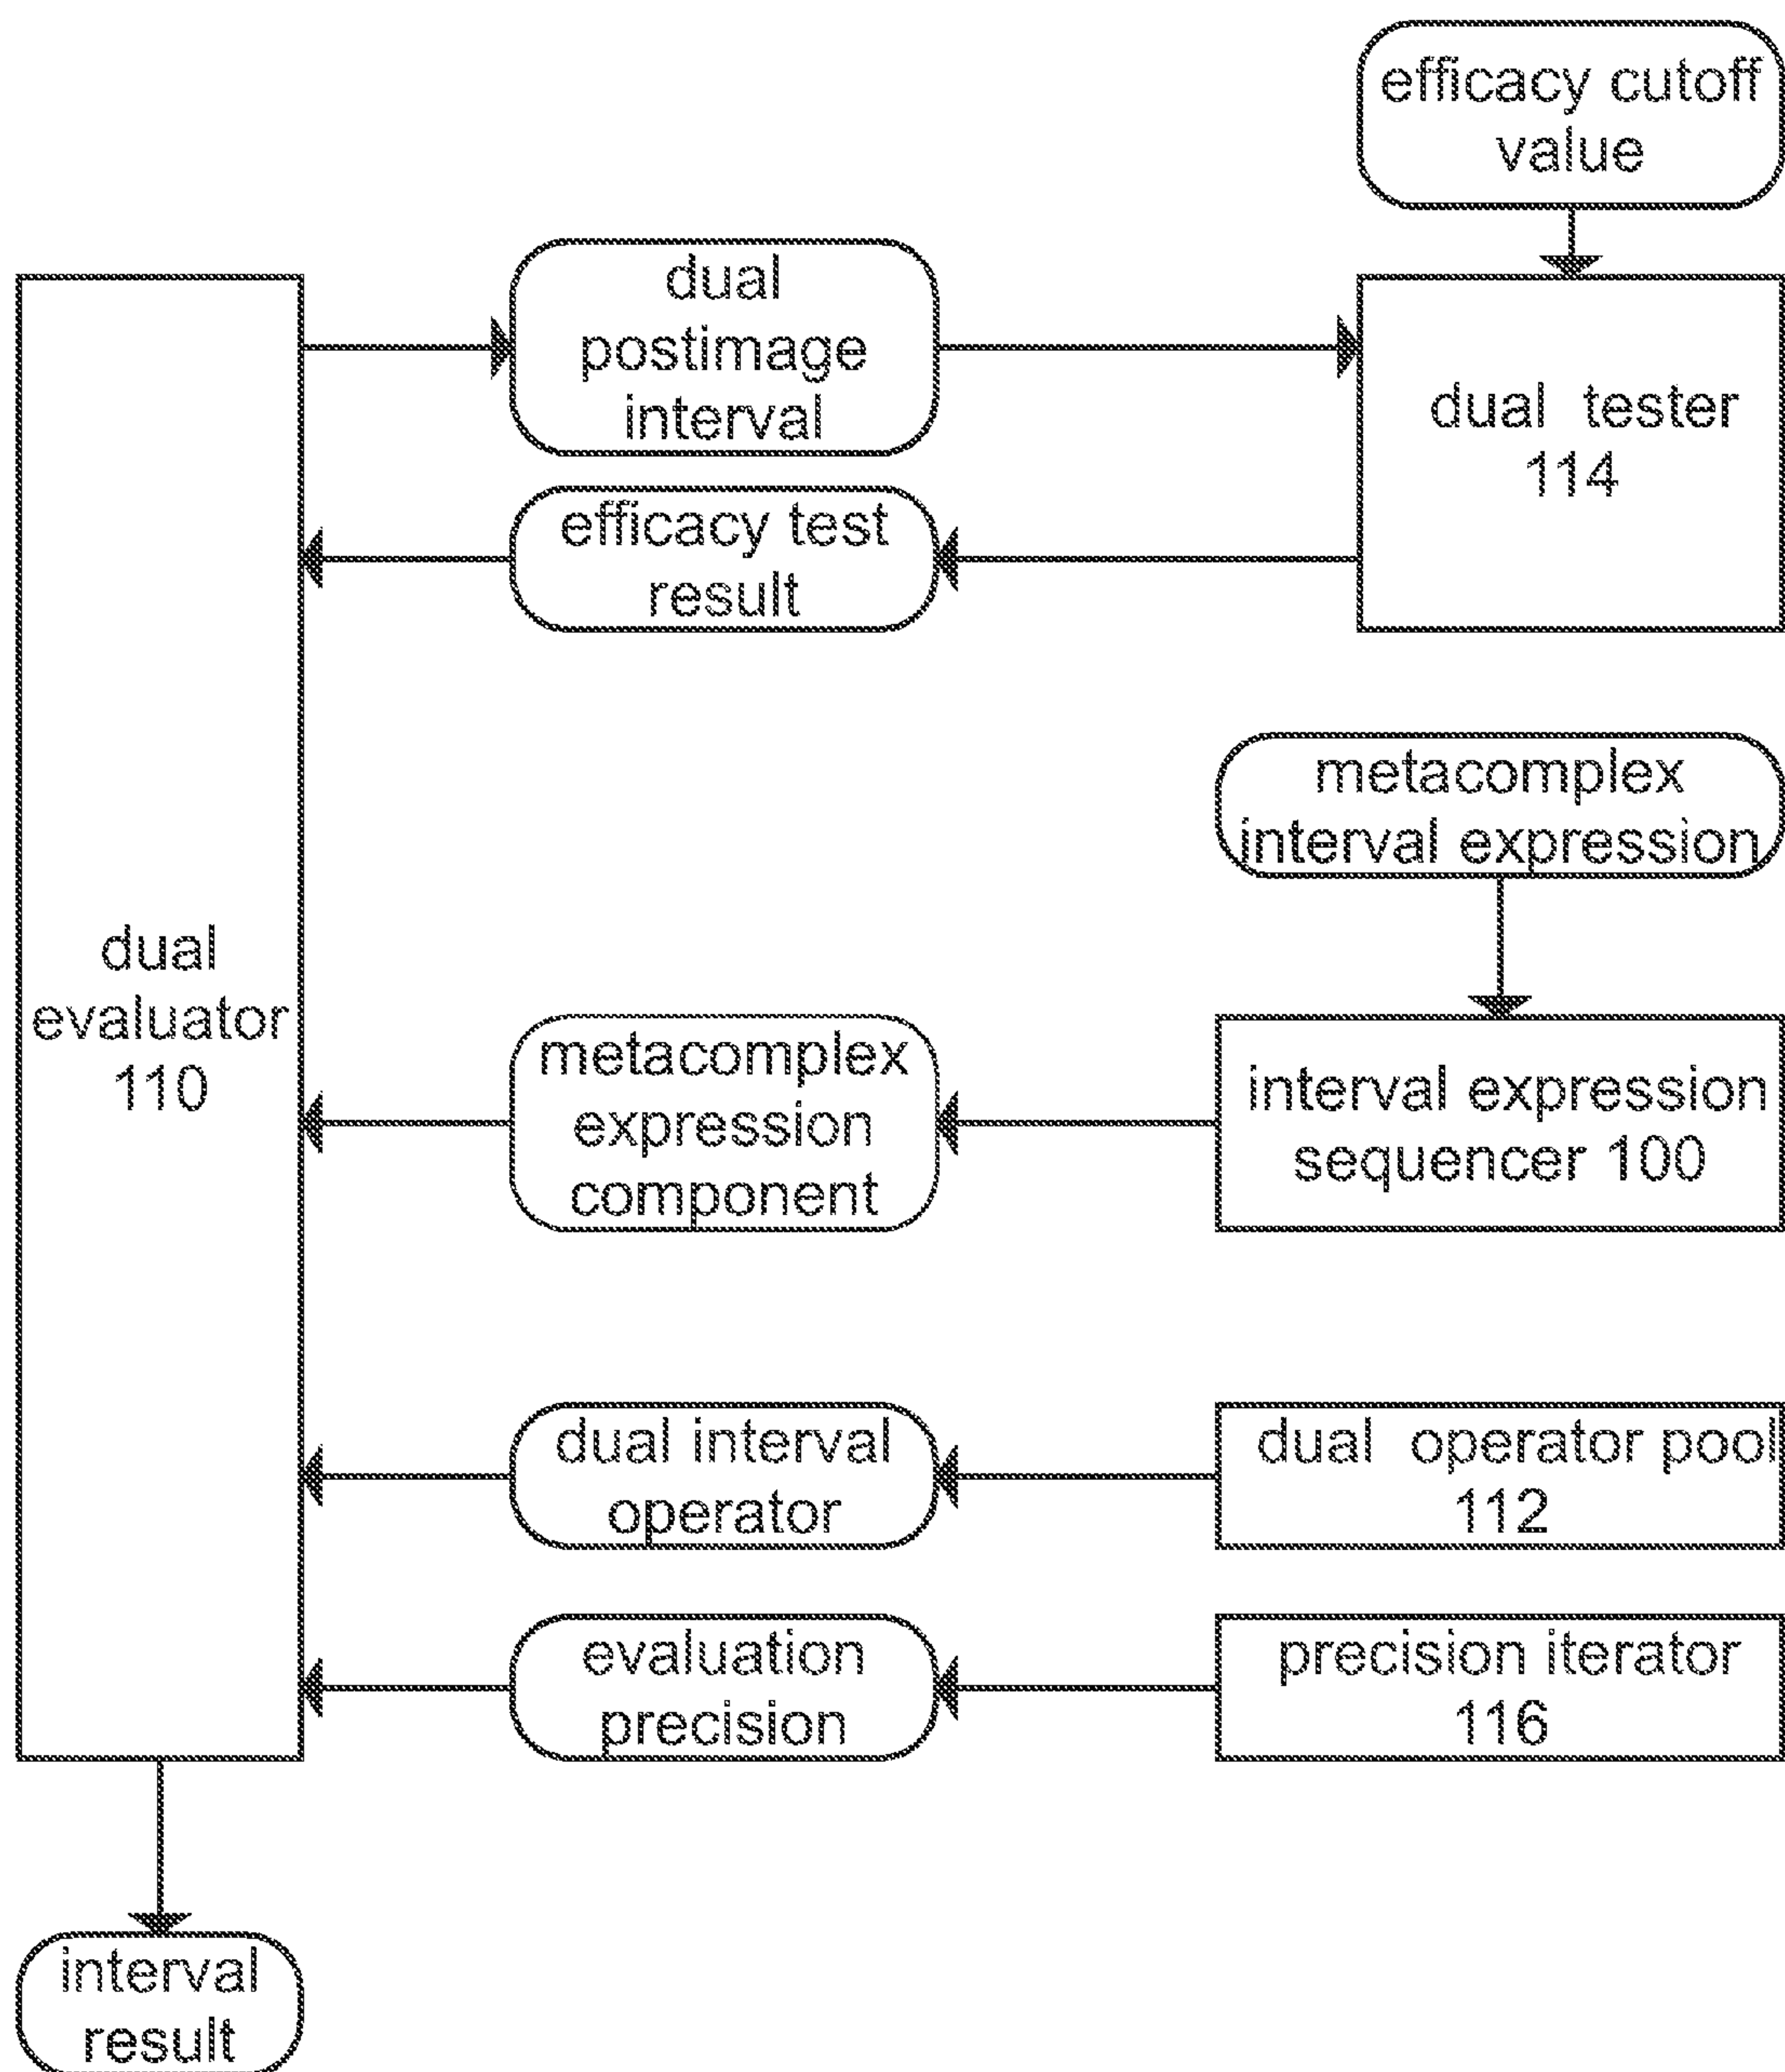 efficacy cutoff
value
dual
postimage
interval
dual tester
114
efficacy test
result
metacomplex
interval expression
dual
evaluator
110
metacomplex
expression
component
interval expression
sequencer 100
dual interval
operator
dual operator pool
112
evaluation
precision
precision iterator
116
interval
result